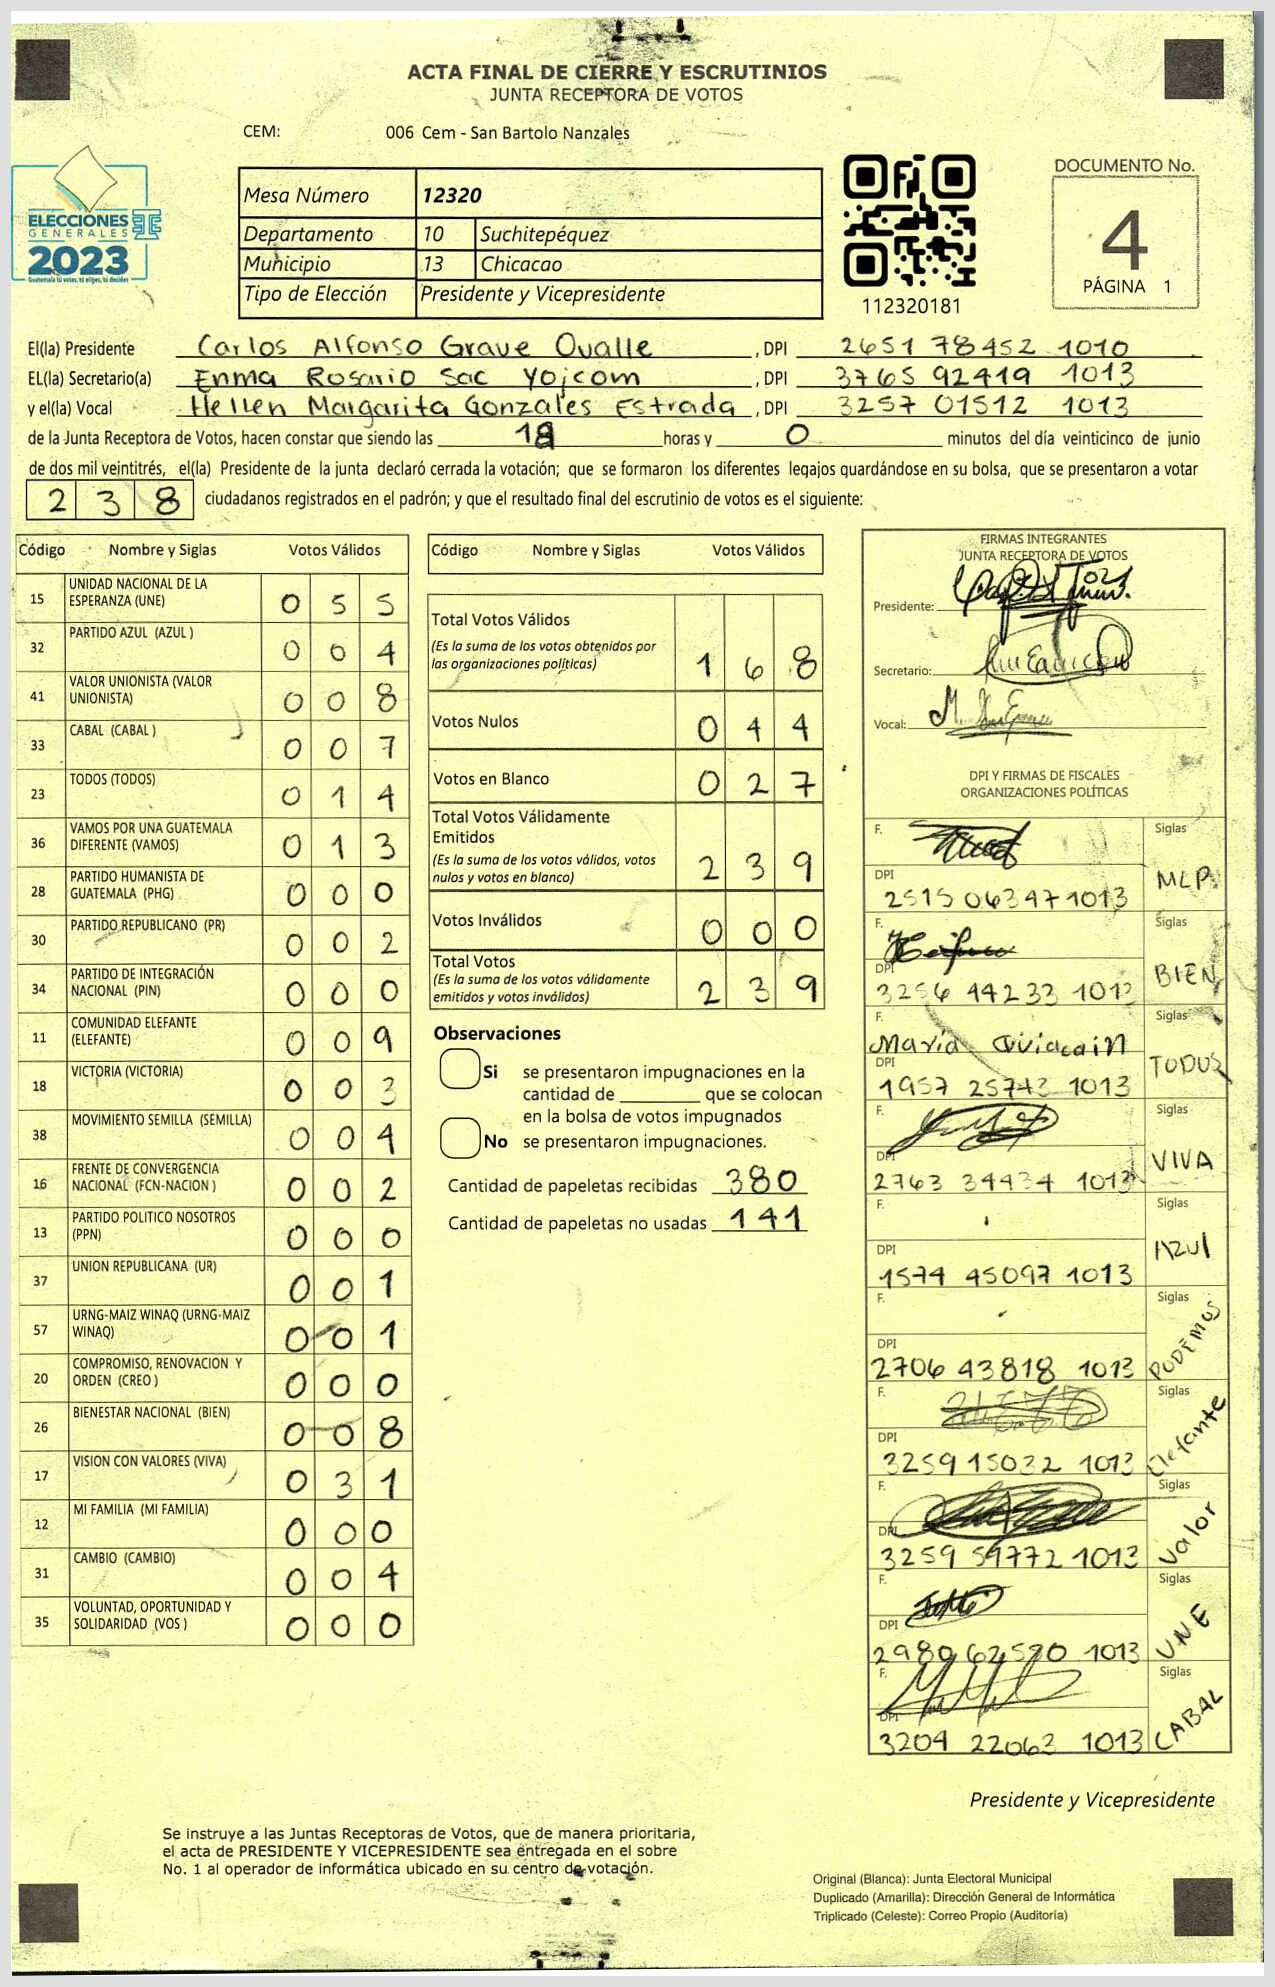 ACTA FINAL DE CIERRE Y ESCRUTINIOS
JUNTA RECEPTORA DE VOTOS
CEM: 006 Cem - San Bartolo Nanzales
ELECCIONES
GENERALES
2023
Guatemala tú votas, tú eliges, tú decides
Mesa Número 12320
Departamento 10 Suchitepéquez
Municipio 13 Chicacao
Tipo de Elección Presidente y Vicepresidente
112320181
DOCUMENTO No.
4
PÁGINA 1
El(la) Presidente Carlos Alfonso Grave Ovalle, DPI 2651 78452 1010
EL(la) Secretario(a) Enma Rosario Sac Yojcom, DPI 3765 92419 1013
y el(la) Vocal Hellen Margarita Gonzales Estrada, DPI 3257 01512 1013
de la Junta Receptora de Votos, hacen constar que siendo las 18 horas y 0 minutos del día veinticinco de junio
de dos mil veintitrés, el(la) Presidente de la junta declaró cerrada la votación; que se formaron los diferentes legajos guardándose en su bolsa, que se presentaron a votar
238 ciudadanos registrados en el padrón; y que el resultado final del escrutinio de votos es el siguiente:
Código Nombre y Siglas Votos Válidos
15 UNIDAD NACIONAL DE LA ESPERANZA (UNE) 0 5 5
32 PARTIDO AZUL (AZUL ) 0 0 4
41 VALOR UNIONISTA (VALOR UNIONISTA) 0 0 8
33 CABAL (CABAL ) 0 0 7
23 TODOS (TODOS) 0 1 4
36 VAMOS POR UNA GUATEMALA DIFERENTE (VAMOS) 0 1 3
28 PARTIDO HUMANISTA DE GUATEMALA (PHG) 0 0 0
30 PARTIDO REPUBLICANO (PR) 0 0 2
34 PARTIDO DE INTEGRACIÓN NACIONAL (PIN) 0 0 0
11 COMUNIDAD ELEFANTE (ELEFANTE) 0 0 9
18 VICTORIA (VICTORIA) 0 0 3
38 MOVIMIENTO SEMILLA (SEMILLA) 0 0 4
16 FRENTE DE CONVERGENCIA NACIONAL (FCN-NACION ) 0 0 2
13 PARTIDO POLITICO NOSOTROS (PPN) 0 0 0
37 UNION REPUBLICANA (UR) 0 0 1
57 URNG-MAIZ WINAQ (URNG-MAIZ WINAQ) 0 0 1
20 COMPROMISO, RENOVACION Y ORDEN (CREO ) 0 0 0
26 BIENESTAR NACIONAL (BIEN) 0 0 8
17 VISION CON VALORES (VIVA) 0 3 1
12 MI FAMILIA (MI FAMILIA) 0 0 0
31 CAMBIO (CAMBIO) 0 0 4
35 VOLUNTAD, OPORTUNIDAD Y SOLIDARIDAD (VOS ) 0 0 0
Código Nombre y Siglas Votos Válidos
Total Votos Válidos
(Es la suma de los votos obtenidos por
las organizaciones políticas) 1 6 8
Votos Nulos 0 4 4
Votos en Blanco 0 2 7
Total Votos Válidamente
Emitidos
(Es la suma de los votos válidos, votos
nulos y votos en blanco) 2 3 9
Votos Inválidos 0 0 0
Total Votos
(Es la suma de los votos válidamente
emitidos y votos inválidos) 2 3 9
Observaciones
Si se presentaron impugnaciones en la
cantidad de ________ que se colocan
en la bolsa de votos impugnados
No se presentaron impugnaciones.
Cantidad de papeletas recibidas 380
Cantidad de papeletas no usadas 141
FIRMAS INTEGRANTES
JUNTA RECEPTORA DE VOTOS
Presidente:
Secretario:
Vocal:
DPI Y FIRMAS DE FISCALES
ORGANIZACIONES POLÍTICAS
F. Siglas
DPI 2515 06347 1013 MLP
F. Siglas
DPI 3256 44233 1013 BIEN
F. María Siglas
DPI 1957 25743 1013 TODOS
F. Siglas
DPI 2763 34434 1013 VIVA
F. Siglas
DPI 1574 45097 1013 AZUL
F. Siglas
DPI 2706 43818 1013 PODEMOS
F. Siglas
DPI 3259 15032 1013 Elefante
F. Siglas
DPI 3259 59772 1013 Valor
F. Siglas
DPI 2980 62590 1013 UNE
F. Siglas
DPI 3204 22063 1013 CABAL
Presidente y Vicepresidente
Se instruye a las Juntas Receptoras de Votos, que de manera prioritaria,
el acta de PRESIDENTE Y VICEPRESIDENTE sea entregada en el sobre
No. 1 al operador de informática ubicado en su centro de votación.
Original (Blanca): Junta Electoral Municipal
Duplicado (Amarilla): Dirección General de Informática
Triplicado (Celeste): Correo Propio (Auditoría)